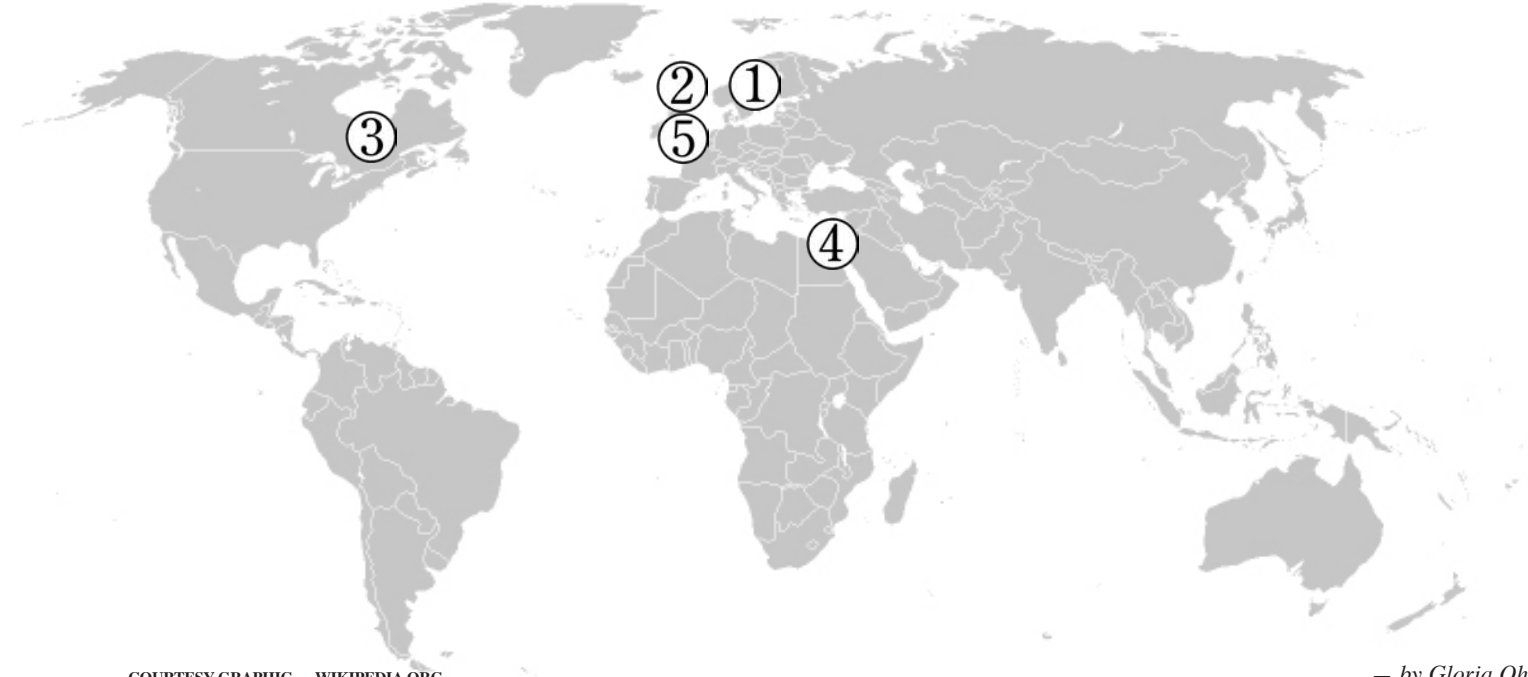 ②
①
③
⑤
④
COURTESY GRAPHIC — WIKIPEDIA.ORG
— by Gloria Oh